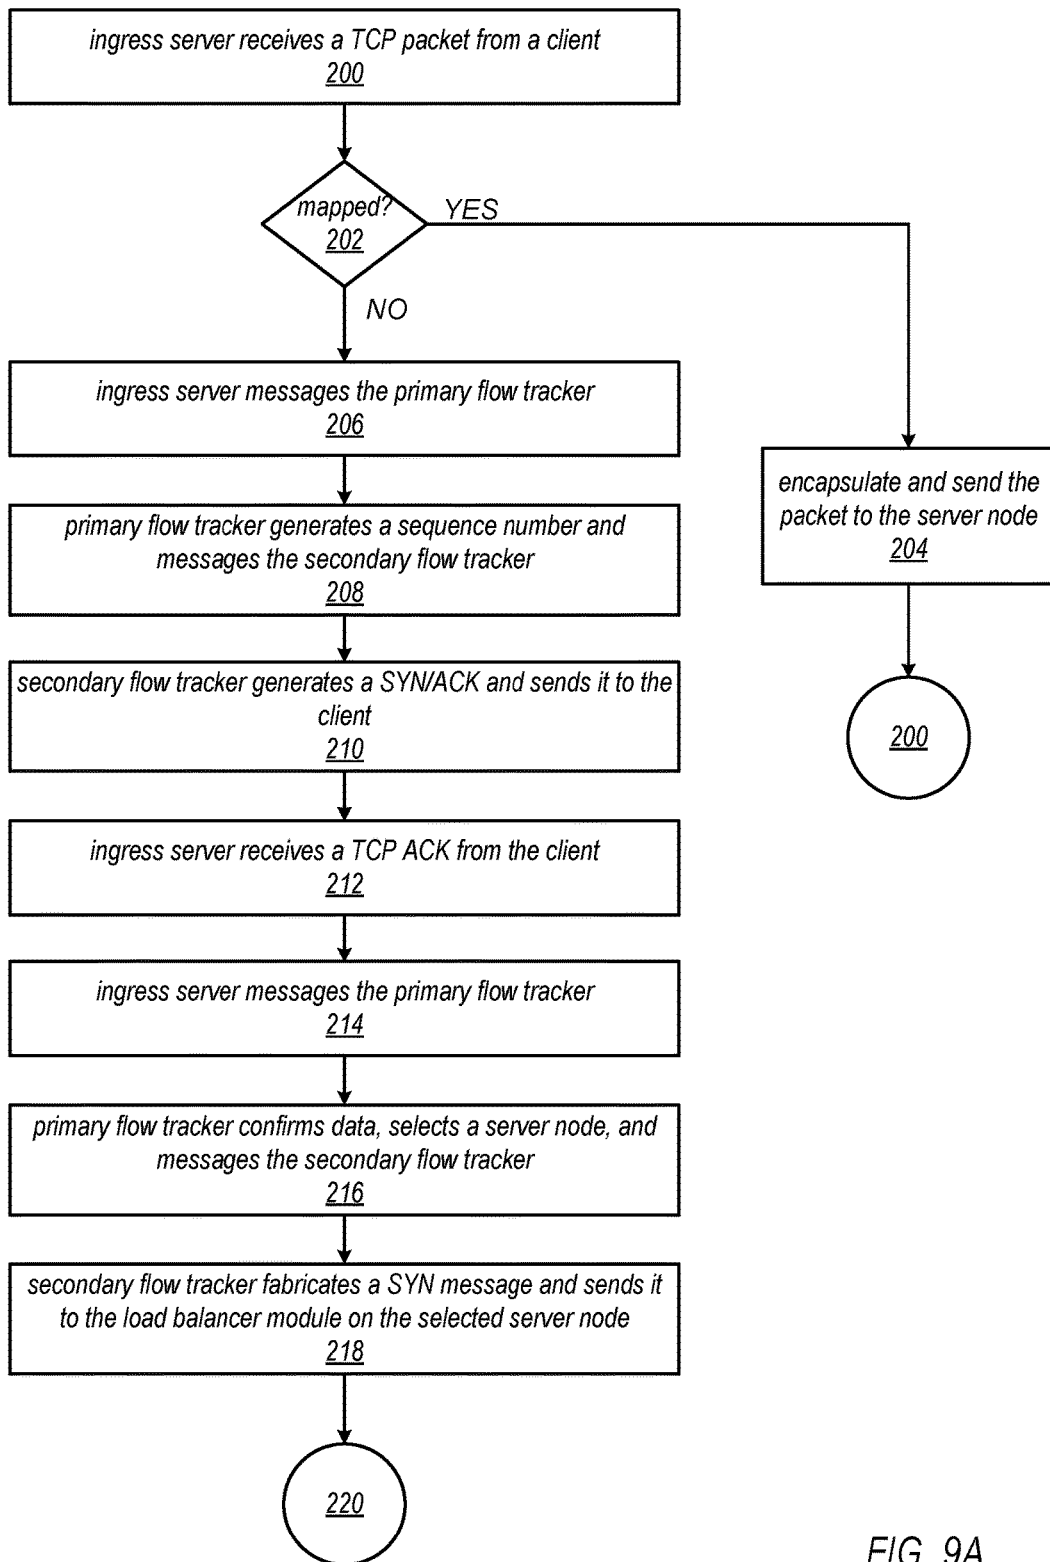 ingress server receives a TCP packet from a client
200
mapped?
202
YES
NO
ingress server messages the primary flow tracker
206
encapsulate and send the
packet to the server node
204
primary flow tracker generates a sequence number and
messages the secondary flow tracker
208
secondary flow tracker generates a SYN/ACK and sends it to the
client
210
200
ingress server receives a TCP ACK from the client
212
ingress server messages the primary flow tracker
214
primary flow tracker confirms data, selects a server node, and
messages the secondary flow tracker
216
secondary flow tracker fabricates a SYN message and sends it
to the load balancer module on the selected server node
218
220
FIG. 9A